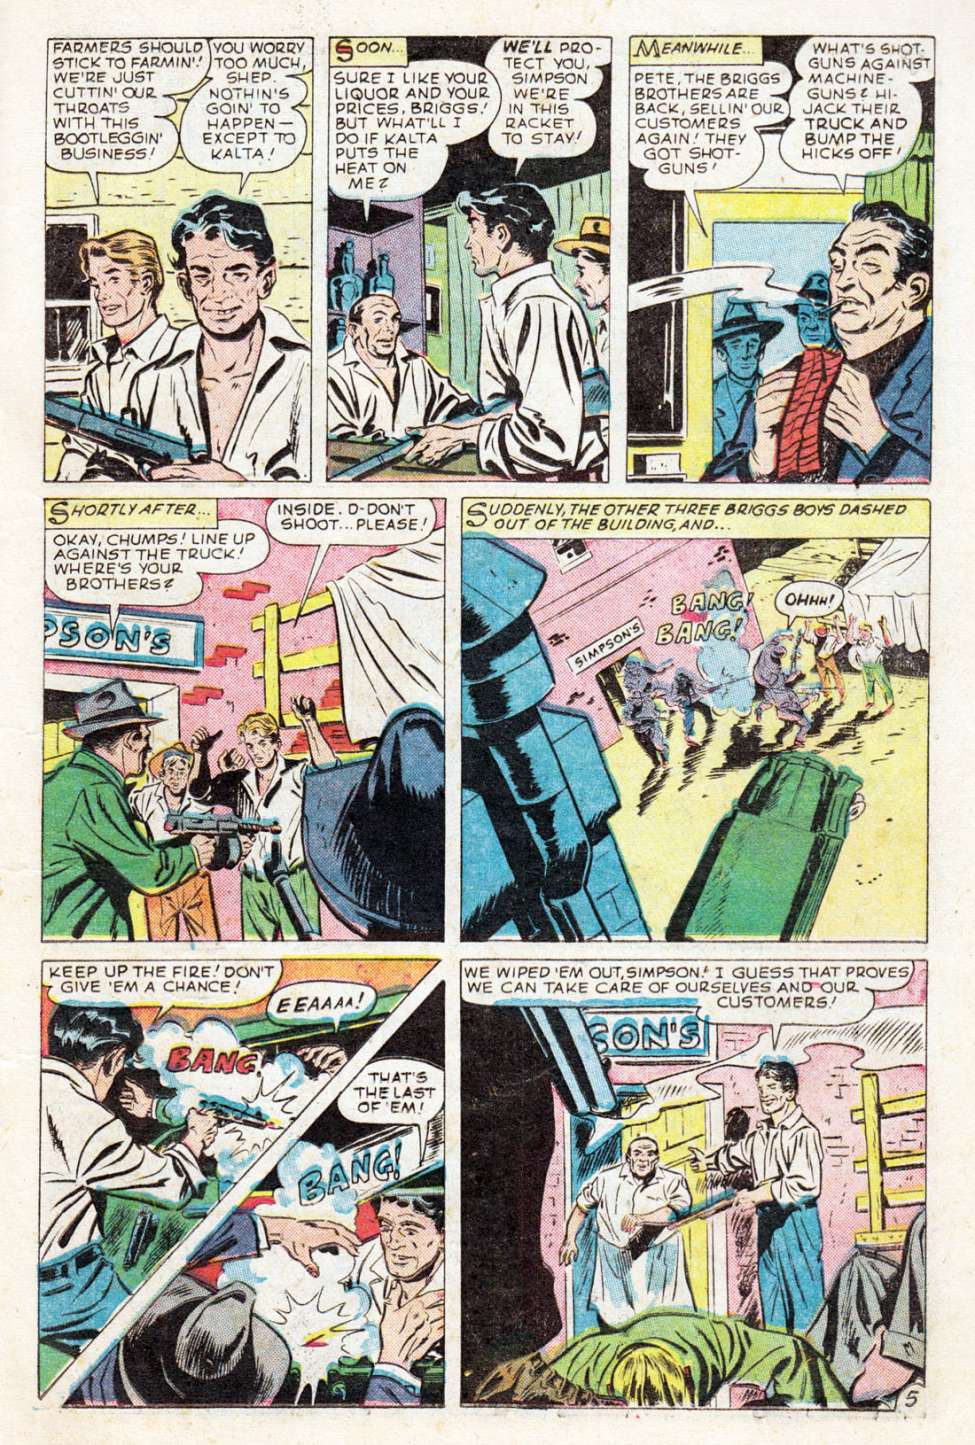 FARMERS SHOULD
STICK TO FARMIN'!
WE'RE JUST
CUTTIN' OUR
THROATS
WITH THIS
BOOTLEGGIN'
BUSINESS!
YOU WORRY
TOO MUCH,
SHEP.
NOTHIN'S
GOIN' TO
HAPPEN—
EXCEPT TO
KALTA!
SOON...
SURE I LIKE YOUR
LIQUOR AND YOUR
PRICES, BRIGGS!
BUT WHAT'LL I
DO IF KALTA
PUTS THE
HEAT ON
ME?
WE'LL PRO-
TECT YOU,
SIMPSON
WE'RE
IN THIS
RACKET
TO STAY!
MEANWHILE...
PETE, THE BRIGGS
BROTHERS ARE
BACK, SELLIN' OUR
CUSTOMERS
AGAIN! THEY
GOT SHOT-
GUNS!
WHAT'S SHOT-
GUNS AGAINST
MACHINE-
GUNS? HI-
JACK THEIR
TRUCK AND
BUMP THE
HICKS OFF!
SHORTLY AFTER...
OKAY, CHUMPS! LINE UP
AGAINST THE TRUCK!
WHERE'S YOUR
BROTHERS?
INSIDE. D-DON'T
SHOOT... PLEASE!
PSON'S
SUDDENLY, THE OTHER THREE BRIGGS BOYS DASHED
OUT OF THE BUILDING, AND...
BANG!
BANG!
OHHH!
SIMPSON'S
KEEP UP THE FIRE! DON'T
GIVE 'EM A CHANCE!
EEAAAA!
BANG!
THAT'S
THE LAST
OF 'EM!
BANG!
WE WIPED 'EM OUT, SIMPSON! I GUESS THAT PROVES
WE CAN TAKE CARE OF OURSELVES AND OUR
CUSTOMERS!
SON'S
5